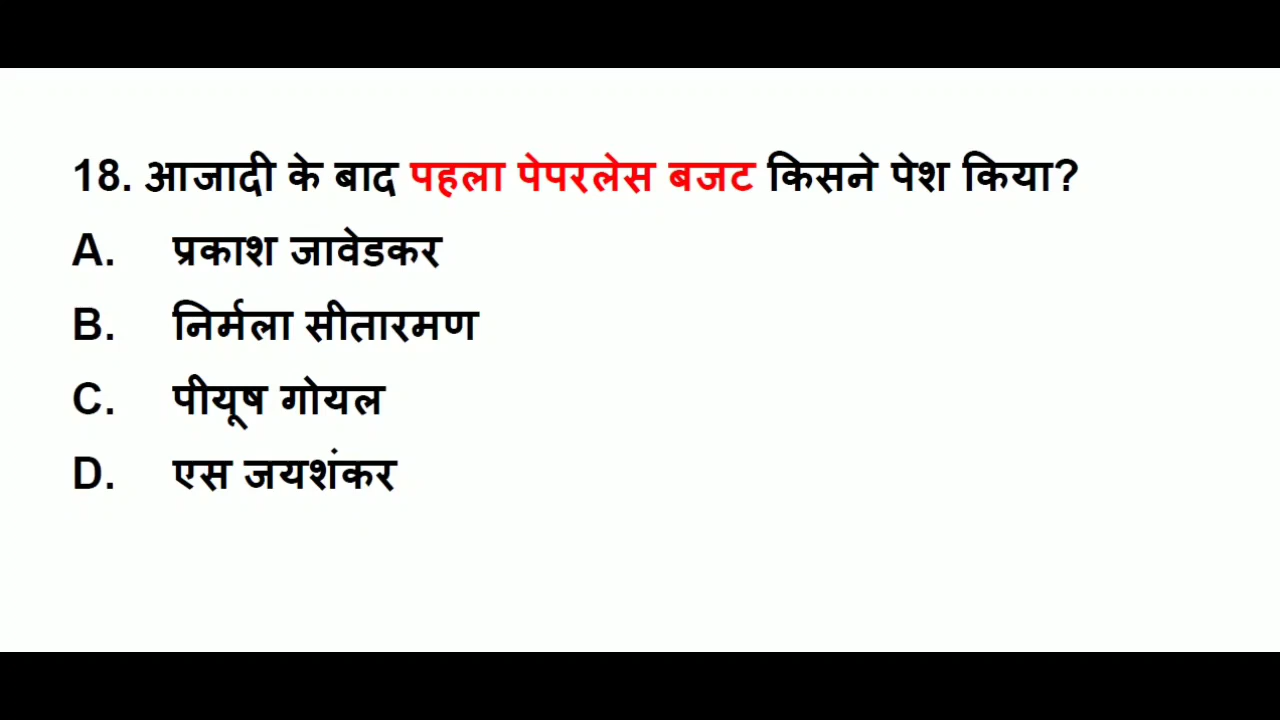 18. आजादी के बाद पहला पेपरलेस बजट किसने पेश किया?
A. प्रकाश जावेडकर
B. निर्मला सीतारमण
C. पीयूष गोयल
D. एस जयशंकर